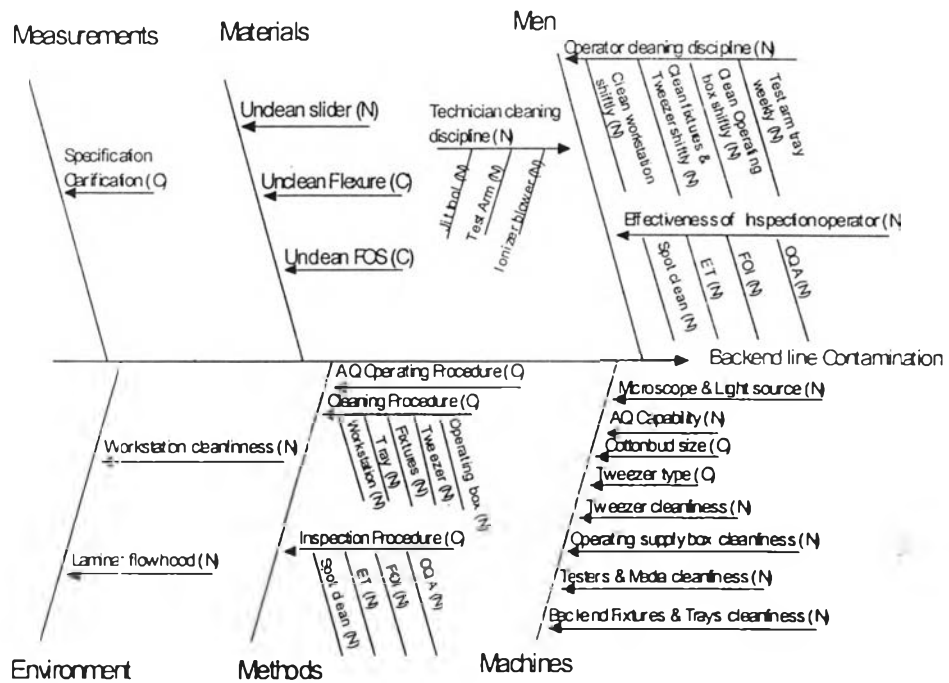 Measurements
Materials
Men
Operator cleaning discipline (N)
Clean workstation
shiftly (N)
Clean fixtures &
Tweezer shiftly (N)
Clean Operating
box shiftly (N)
Test arm tray
weekly (N)
Unclean slider (N)
Technician cleaning
discipline (N)
Jit tool (N)
Test Arm (N)
Ionizer blower (N)
Specification
Clarification (C)
Unclean Flexure (C)
Unclean FOS (C)
Effectiveness of Inspection operator (N)
Spot clean (N)
ET (N)
FOI (N)
OQA (N)
Backend line Contamination
AQ Operating Procedure (C)
Cleaning Procedure (C)
Workstation (N)
Tray (N)
Fixtures (N)
Tweezer (N)
Operating box (N)
Workstation cleanliness (N)
Inspection Procedure (C)
Spot clean (N)
ET (N)
FOI (N)
OQA (N)
Laminar flow hood (N)
Microscope & Light source (N)
AQ Capability (N)
Cottonbud size (C)
Tweezer type (C)
Tweezer cleanliness (N)
Operating supply box cleanliness (N)
Testers & Media cleanliness (N)
Backend Fixtures & Trays cleanliness (N)
Environment
Methods
Machines